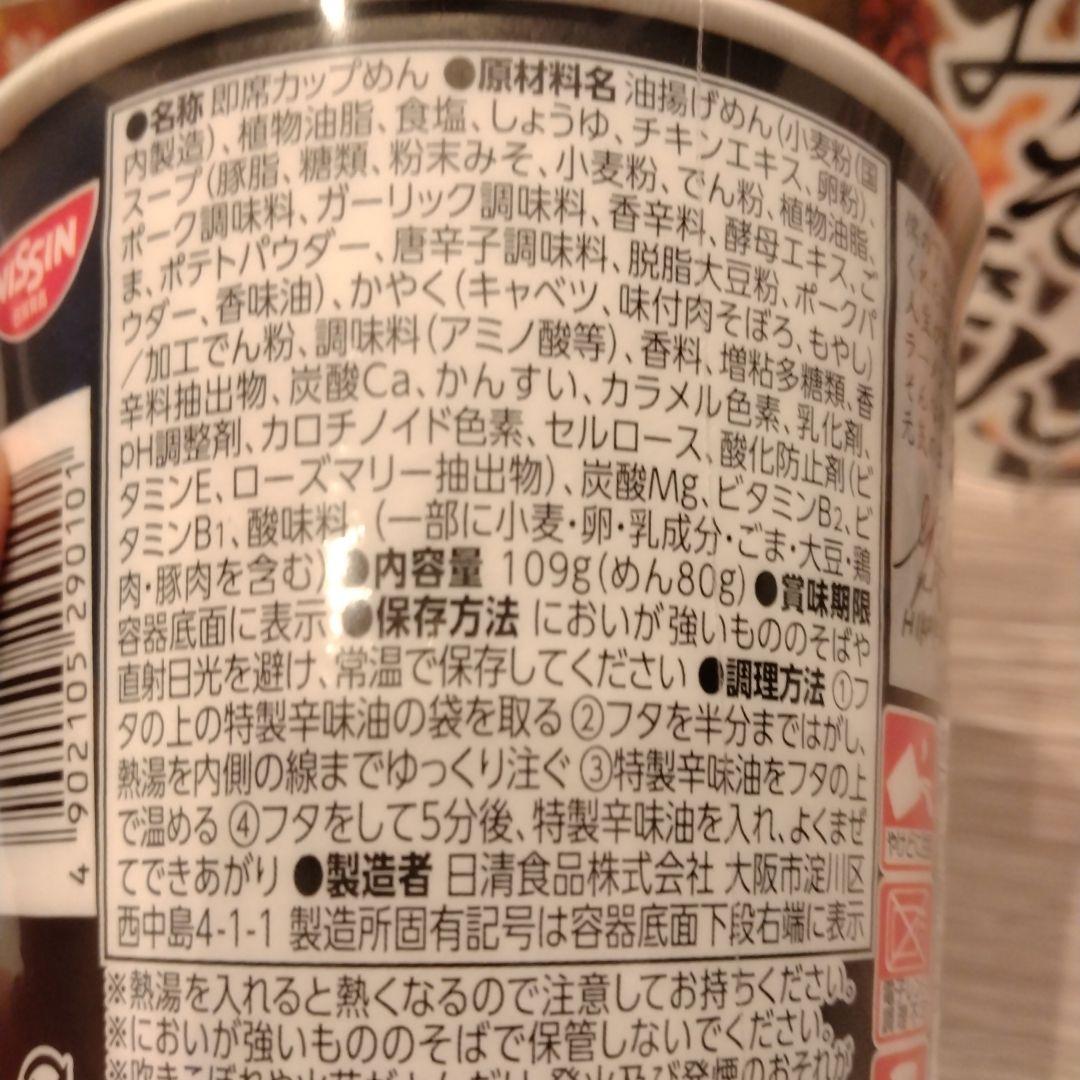 ●名称 即席カップめん ●原材料名 油揚げめん(小麦粉(国
内製造)、植物油脂、食塩、しょうゆ、チキンエキス、卵粉)、
スープ(豚脂、糖類、粉末みそ、小麦粉、でん粉、植物油脂、
ポーク調味料、ガーリック調味料、香辛料、酵母エキス、ご
ま、ポテトパウダー、唐辛子調味料、脱脂大豆粉、ポークパ
ウダー、香味油)、かやく(キャベツ、味付肉そぼろ、もやし)
/加工でん粉、調味料(アミノ酸等)、香料、増粘多糖類、香
辛料抽出物、炭酸Ca、かんすい、カラメル色素、乳化剤、
pH調整剤、カロチノイド色素、セルロース、酸化防止剤(ビ
タミンE、ローズマリー抽出物)、炭酸Mg、ビタミンB2、ビ
タミンB1、酸味料、(一部に小麦・卵・乳成分・ごま・大豆・鶏
肉・豚肉を含む) ●内容量 109g(めん80g) ●賞味期限
容器底面に表示 ●保存方法 においが強いもののそばや
直射日光を避け、常温で保存してください ●調理方法 ①フ
タの上の特製辛味油の袋を取る ②フタを半分まではがし、
熱湯を内側の線までゆっくり注ぐ ③特製辛味油をフタの上
で温める ④フタをして5分後、特製辛味油を入れ、よくまぜ
てできあがり ●製造者 日清食品株式会社 大阪市淀川区
西中島4-1-1 製造所固有記号は容器底面下段右端に表示
※熱湯を入れると熱くなるので注意してお持ちください。
※においが強いもののそばで保管しないでください。
NISSIN
4 902105 290101